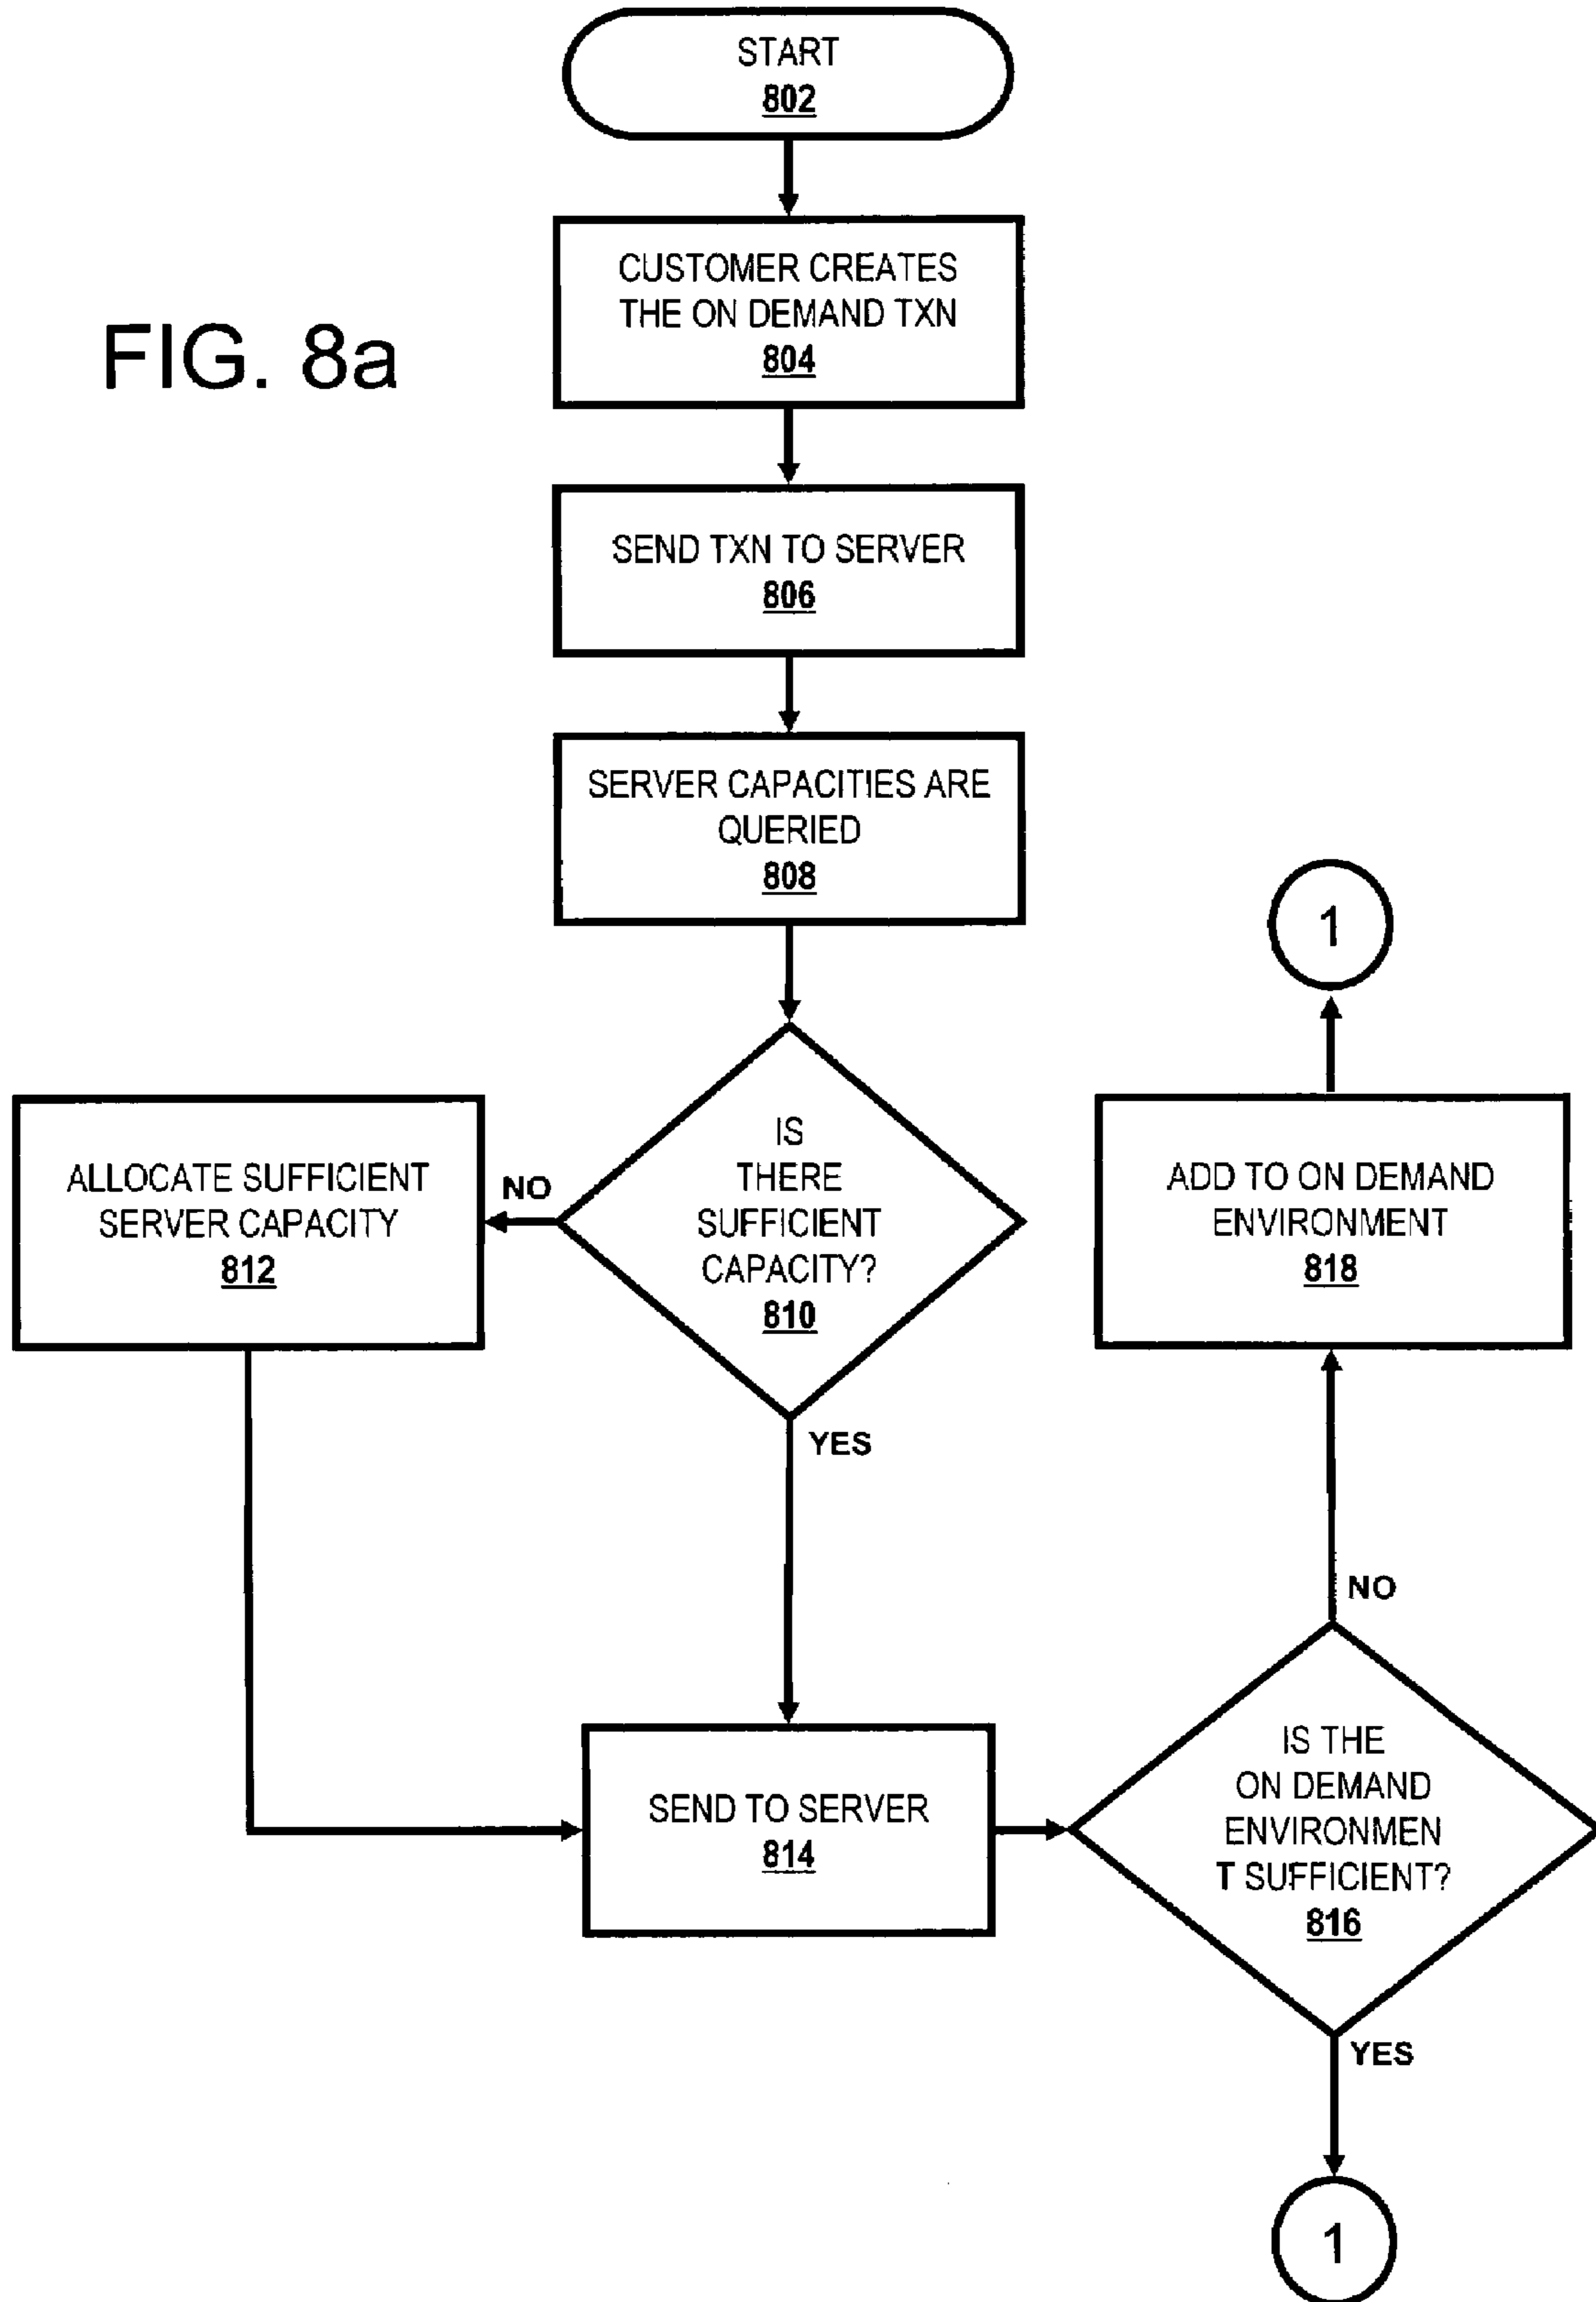 START
802
FIG. 8a
CUSTOMER CREATES
THE ON DEMAND TXN
804
SEND TXN TO SERVER
806
SERVER CAPACITIES ARE
QUERIED
808
1
IS
THERE
SUFFICIENT
CAPACITY?
810
NO
YES
ALLOCATE SUFFICIENT
SERVER CAPACITY
812
ADD TO ON DEMAND
ENVIRONMENT
818
NO
SEND TO SERVER
814
IS THE
ON DEMAND
ENVIRONMEN
T SUFFICIENT?
816
YES
1